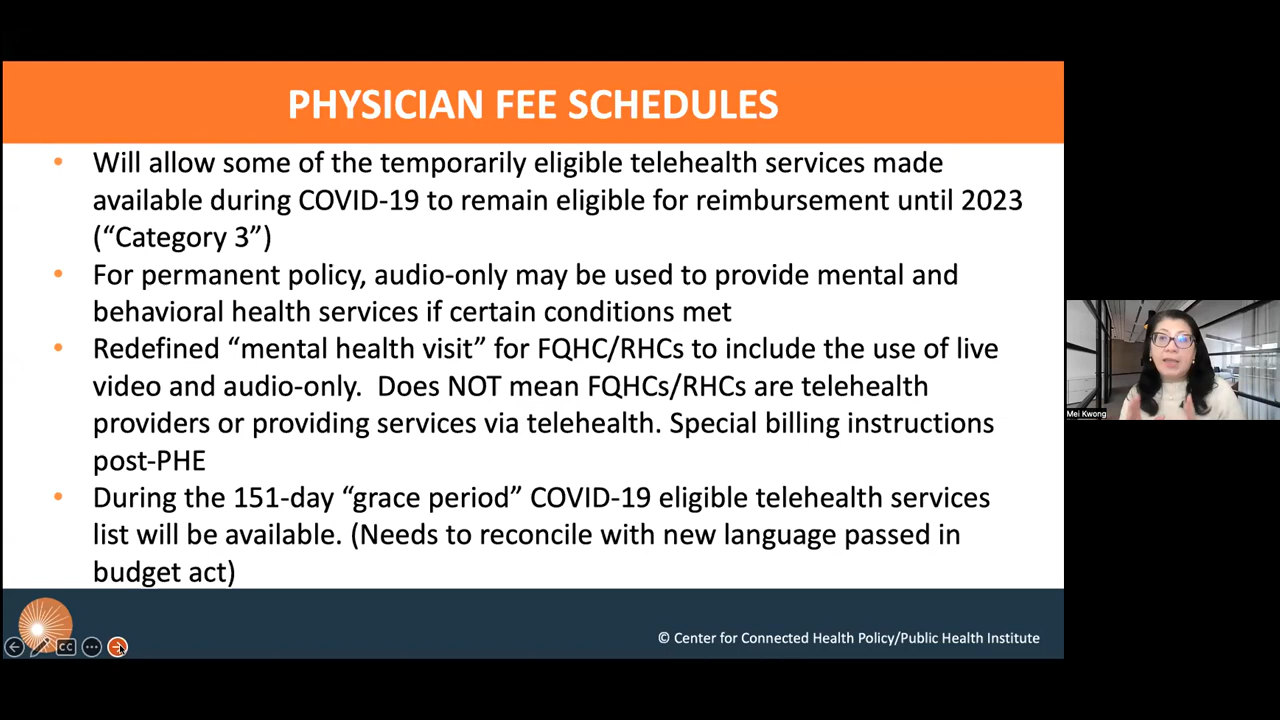 PHYSICIAN FEE SCHEDULES
• Will allow some of the temporarily eligible telehealth services made
available during COVID-19 to remain eligible for reimbursement until 2023
(“Category 3”)
• For permanent policy, audio-only may be used to provide mental and
behavioral health services if certain conditions met
• Redefined “mental health visit” for FQHC/RHCs to include the use of live
video and audio-only.  Does NOT mean FQHCs/RHCs are telehealth
providers or providing services via telehealth. Special billing instructions
post-PHE
• During the 151-day “grace period” COVID-19 eligible telehealth services
list will be available. (Needs to reconcile with new language passed in
budget act)
CC
© Center for Connected Health Policy/Public Health Institute
Mei Kwong